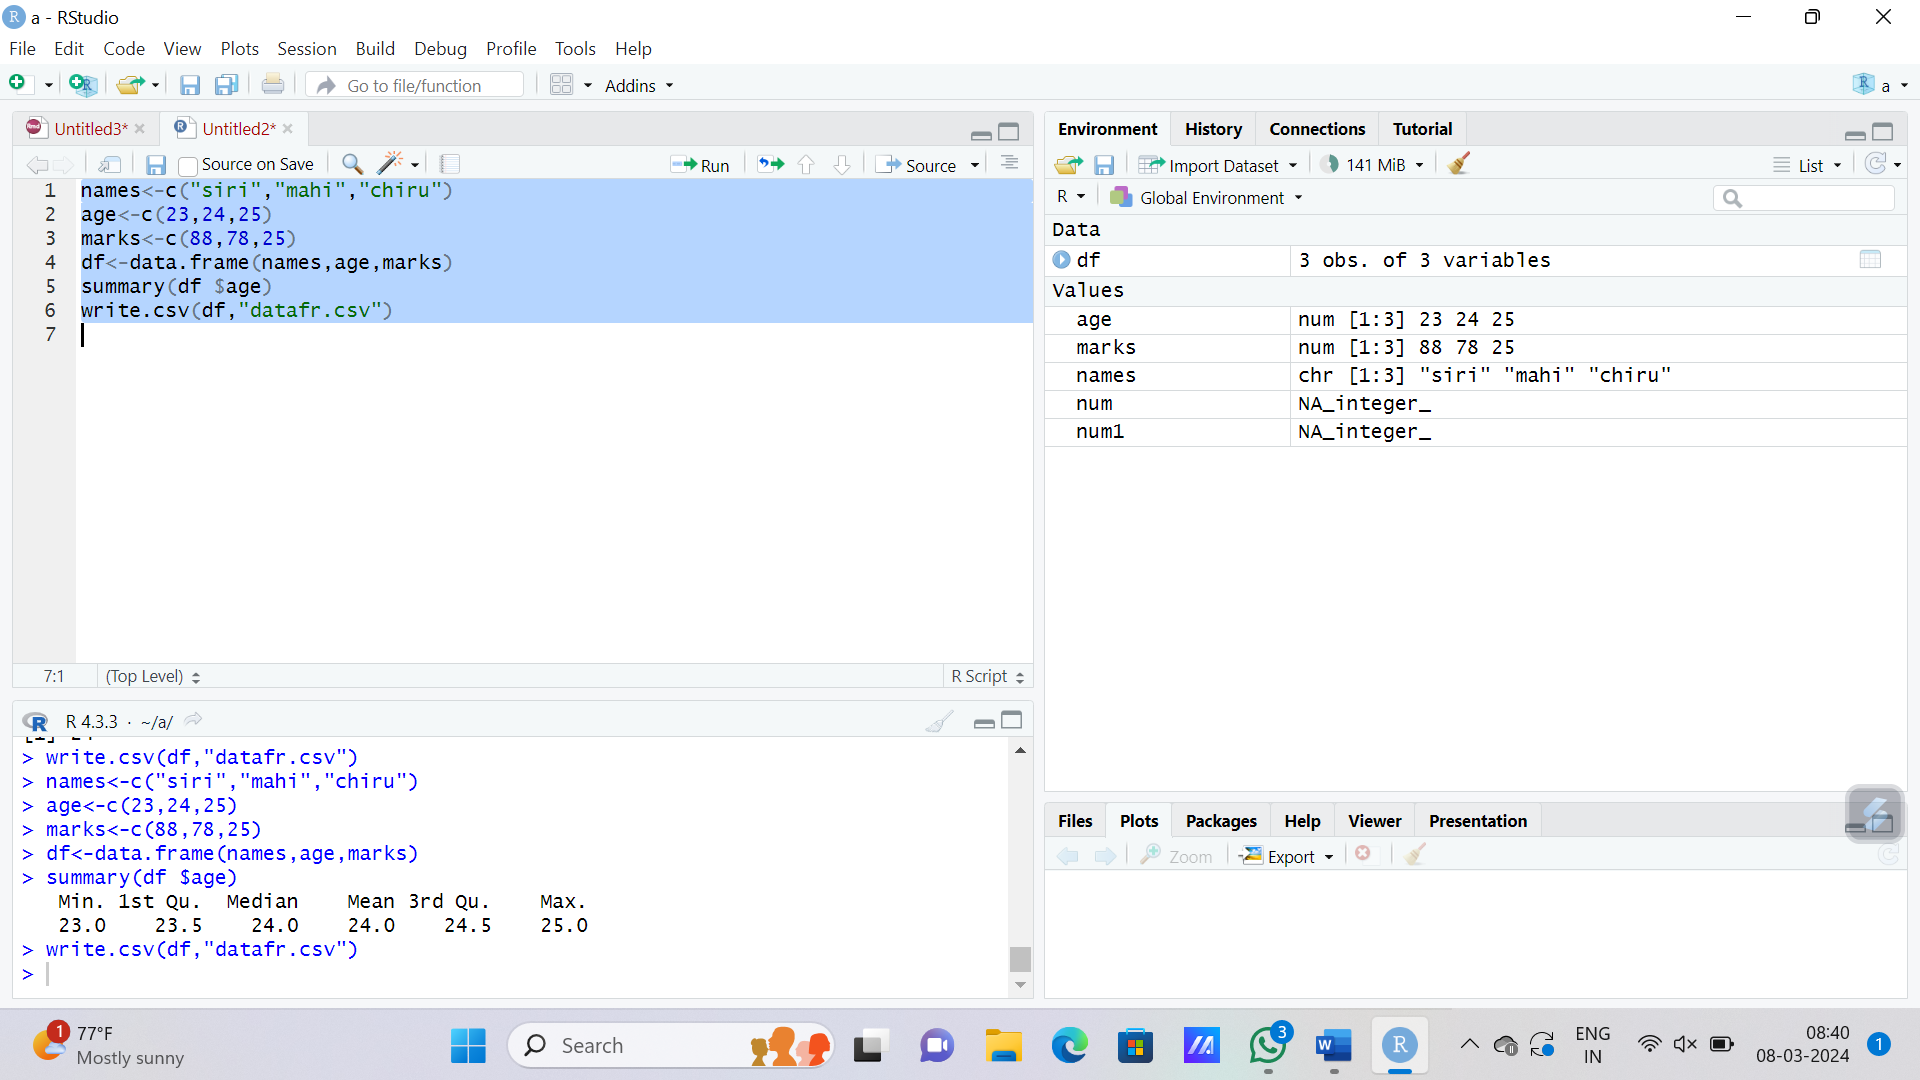 a - RStudio
File Edit Code View Plots Session Build Debug Profile Tools Help
Go to file/function Addins a
Untitled3* Untitled2*
Source on Save Run Source
1 names<-c("siri","mahi","chiru")
2 age<-c(23,24,25)
3 marks<-c(88,78,25)
4 df<-data.frame(names,age,marks)
5 summary(df $age)
6 write.csv(df,"datafr.csv")
7
7:1 (Top Level) R Script
R 4.3.3 · ~/a/
> write.csv(df,"datafr.csv")
> names<-c("siri","mahi","chiru")
> age<-c(23,24,25)
> marks<-c(88,78,25)
> df<-data.frame(names,age,marks)
> summary(df $age)
Min. 1st Qu. Median Mean 3rd Qu. Max.
23.0 23.5 24.0 24.0 24.5 25.0
> write.csv(df,"datafr.csv")
>
Environment History Connections Tutorial
Import Dataset 141 MiB List
R Global Environment
Data
df 3 obs. of 3 variables
Values
age num [1:3] 23 24 25
marks num [1:3] 88 78 25
names chr [1:3] "siri" "mahi" "chiru"
num NA_integer_
num1 NA_integer_
Files Plots Packages Help Viewer Presentation
Zoom Export
1 77°F
Mostly sunny
Search
3
ENG
IN
08:40
08-03-2024
1